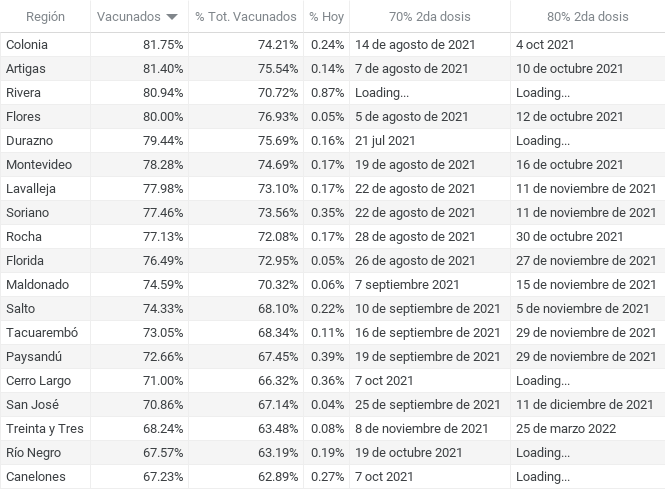 Región Vacunados % Tot. Vacunados % Hoy 70% 2da dosis 80% 2da dosis
Colonia 81.75% 74.21% 0.24% 14 de agosto de 2021 4 oct 2021
Artigas 81.40% 75.54% 0.14% 7 de agosto de 2021 10 de octubre 2021
Rivera 80.94% 70.72% 0.87% Loading... Loading...
Flores 80.00% 76.93% 0.05% 5 de agosto de 2021 12 de octubre 2021
Durazno 79.44% 75.69% 0.16% 21 jul 2021 Loading...
Montevideo 78.28% 74.69% 0.17% 19 de agosto de 2021 16 de octubre 2021
Lavalleja 77.98% 73.10% 0.17% 22 de agosto de 2021 11 de noviembre de 2021
Soriano 77.46% 73.56% 0.35% 22 de agosto de 2021 11 de noviembre de 2021
Rocha 77.13% 72.08% 0.17% 28 de agosto de 2021 30 de octubre 2021
Florida 76.49% 72.95% 0.05% 26 de agosto de 2021 27 de noviembre de 2021
Maldonado 74.59% 70.32% 0.06% 7 septiembre 2021 15 de noviembre de 2021
Salto 74.33% 68.10% 0.22% 10 de septiembre de 2021 5 de noviembre de 2021
Tacuarembó 73.05% 68.34% 0.11% 16 de septiembre de 2021 29 de noviembre de 2021
Paysandú 72.66% 67.45% 0.39% 19 de septiembre de 2021 29 de noviembre de 2021
Cerro Largo 71.00% 66.32% 0.36% 7 oct 2021 Loading...
San José 70.86% 67.14% 0.04% 25 de septiembre de 2021 11 de diciembre de 2021
Treinta y Tres 68.24% 63.48% 0.08% 8 de noviembre de 2021 25 de marzo 2022
Río Negro 67.57% 63.19% 0.19% 19 de octubre de 2021 Loading...
Canelones 67.23% 62.89% 0.27% 7 oct 2021 Loading...